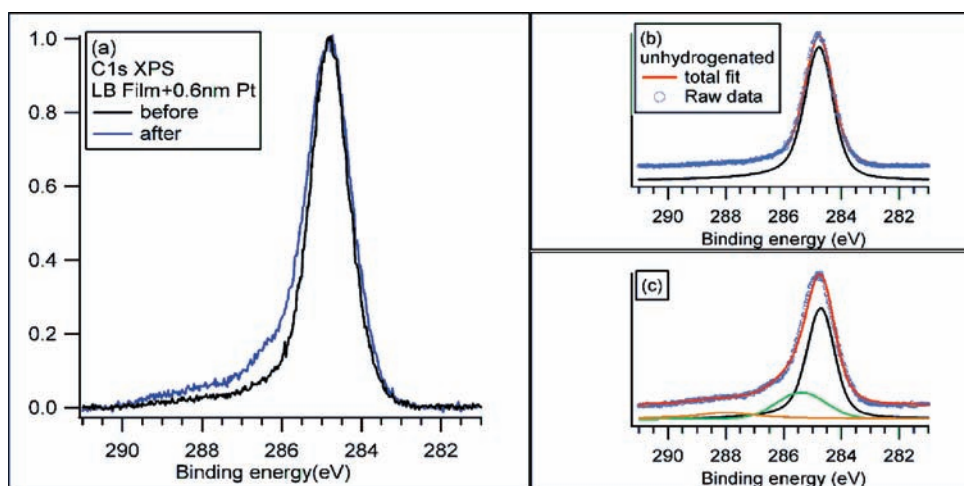 (a)
C1s XPS
LB Film+0.6nm Pt
before
after
1.0
0.8
0.6
0.4
0.2
0.0
290 288 286 284 282
Binding energy(eV)
(b)
unhydrogenated
total fit
Raw data
290 288 286 284 282
Binding energy (eV)
(c)
290 288 286 284 282
Binding energy (eV)